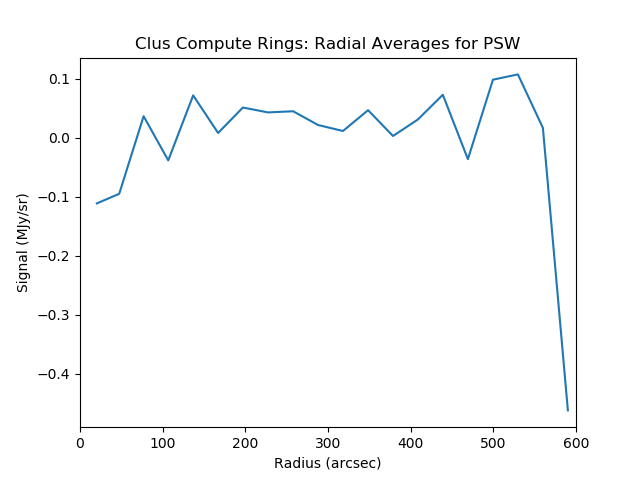 Clus Compute Rings: Radial Averages for PSW
0.1
0.0
−0.1
−0.2
−0.3
−0.4
Signal (MJy/sr)
0 100 200 300 400 500 600
Radius (arcsec)